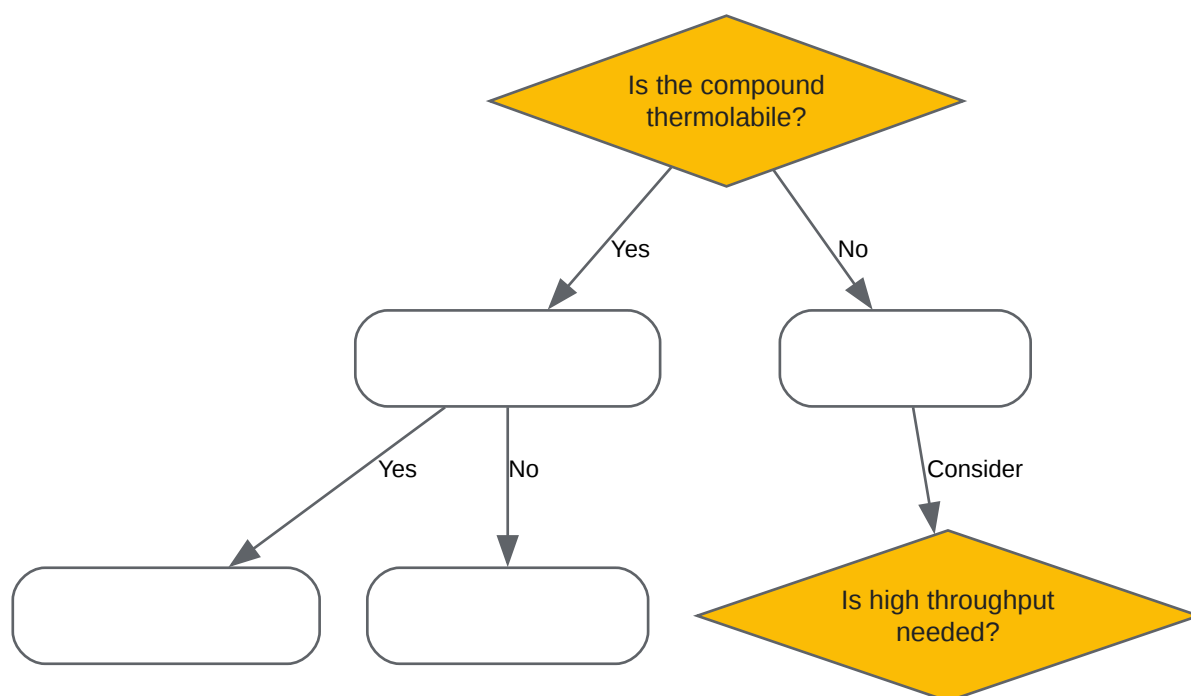 Is the compound
thermolabile?
Yes
No
Yes
No
Consider
Is high throughput
needed?